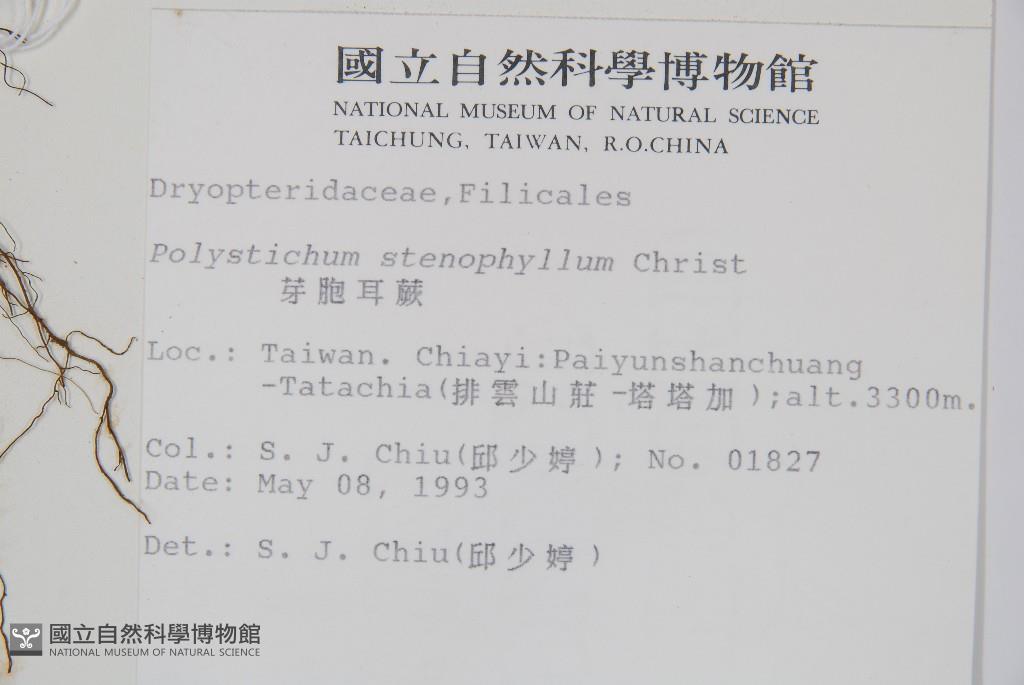 國立自然科學博物館
NATIONAL MUSEUM OF NATURAL SCIENCE
TAICHUNG, TAIWAN, R.O.CHINA
Dryopteridaceae,Filicales
Polystichum stenophyllum Christ
芽胞耳蕨
Loc.: Taiwan. Chiayi:Paiyunshanchuang
-Tatachia(排雲山莊-塔塔加);alt.3300m.
Col.: S. J. Chiu(邱少婷); No. 01827
Date: May 08, 1993
Det.: S. J. Chiu(邱少婷)
國立自然科學博物館
NATIONAL MUSEUM OF NATURAL SCIENCE